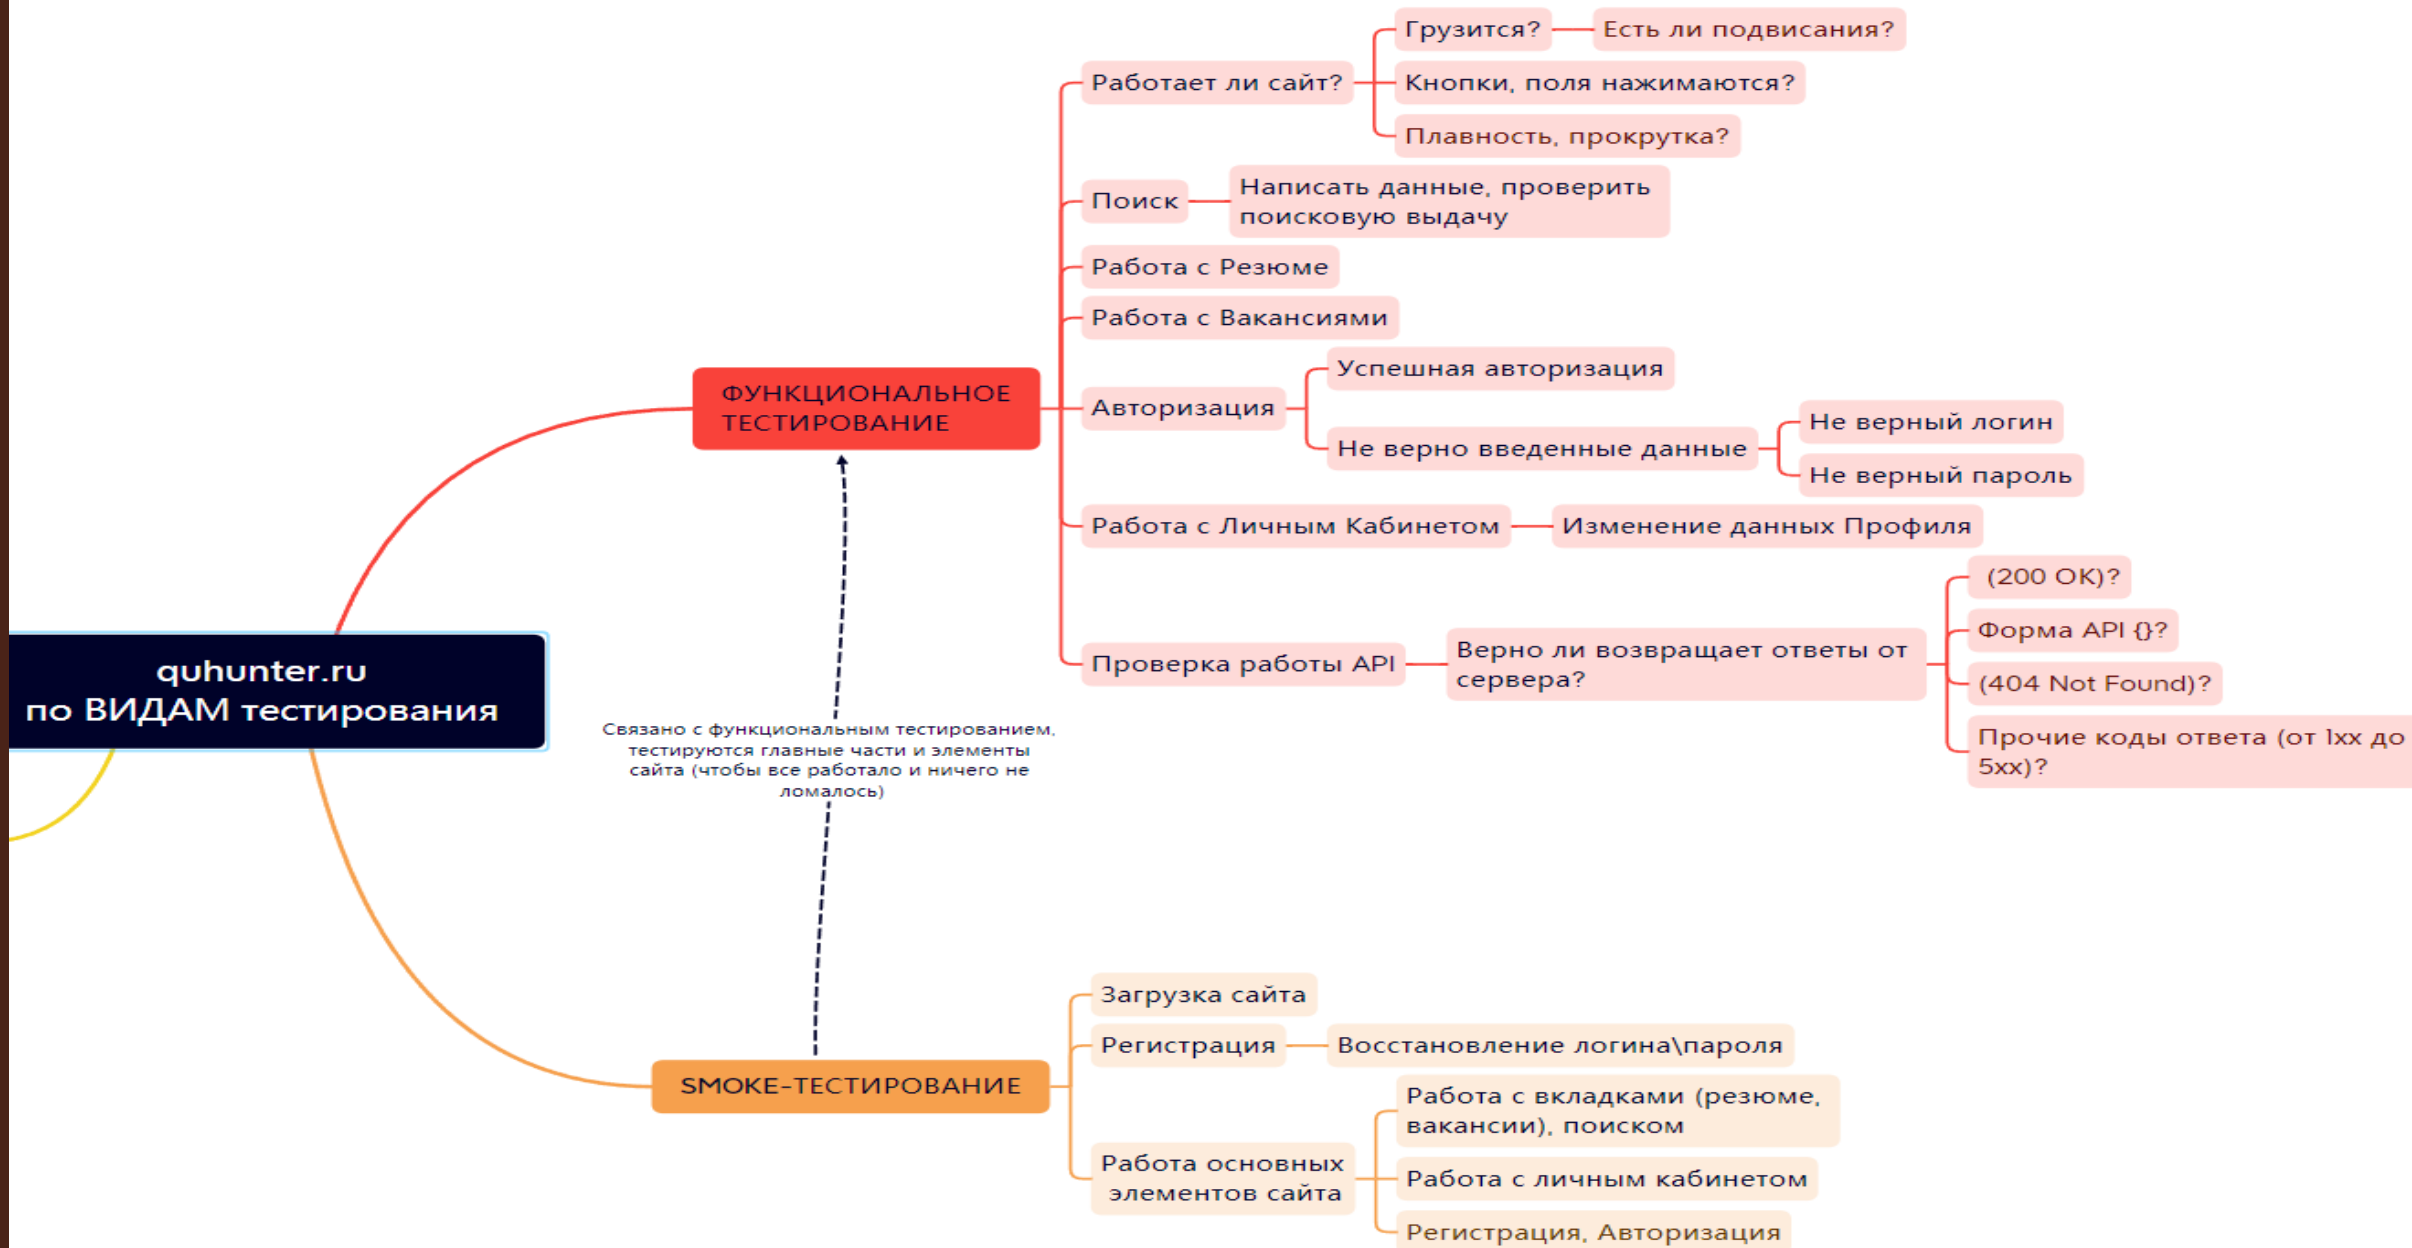 Грузится?
Есть ли подвисания?
Работает ли сайт?
Кнопки, поля нажимаются?
Плавность, прокрутка?
Поиск
Написать данные, проверить
поисковую выдачу
Работа с Резюме
Работа с Вакансиями
ФУНКЦИОНАЛЬНОЕ
ТЕСТИРОВАНИЕ
Авторизация
Успешная авторизация
Не верно введенные данные
Не верный логин
Не верный пароль
Работа с Личным Кабинетом
Изменение данных Профиля
Проверка работы API
Верно ли возвращает ответы от
сервера?
(200 OK)?
Форма API {}?
(404 Not Found)?
Прочие коды ответа (от 1xx до
5xx)?
quhunter.ru
по ВИДАМ тестирования
Связано с функциональным тестированием,
тестируются главные части и элементы
сайта (чтобы все работало и ничего не
ломалось)
SMOKE-ТЕСТИРОВАНИЕ
Загрузка сайта
Регистрация
Восстановление логина\пароля
Работа основных
элементов сайта
Работа с вкладками (резюме,
вакансии), поиском
Работа с личным кабинетом
Регистрация, Авторизация